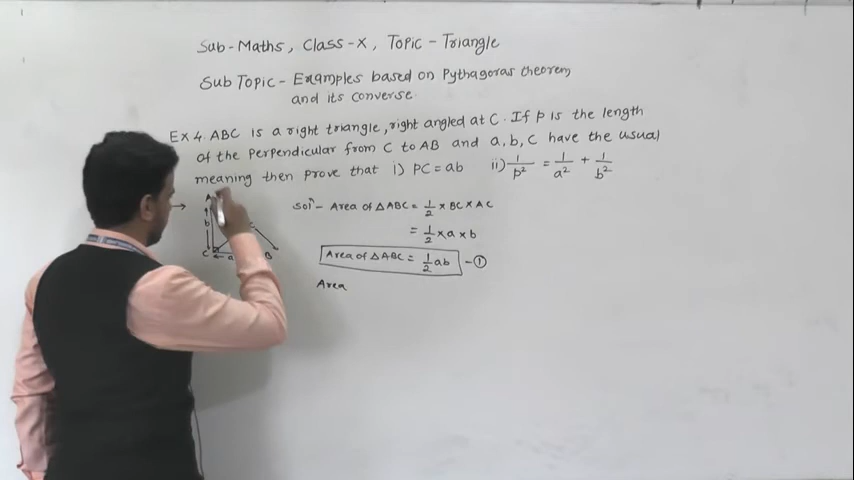 Sub-Maths, Class-X, Topic-Triangle
Sub Topic - Examples based on Pythagoras theorem
and its converse.
EX 4. ABC is a right triangle, right angled at C. If p is the length
of the perpendicular from C to AB and a, b, c have the usual
meaning then prove that i) PC = ab ii) 1/p² = 1/a² + 1/b²
Solⁿ - Area of △ABC = 1/2 × BC × AC
= 1/2 × a × b
Area of △ABC = 1/2 ab - ①
Area
A
b
C a B